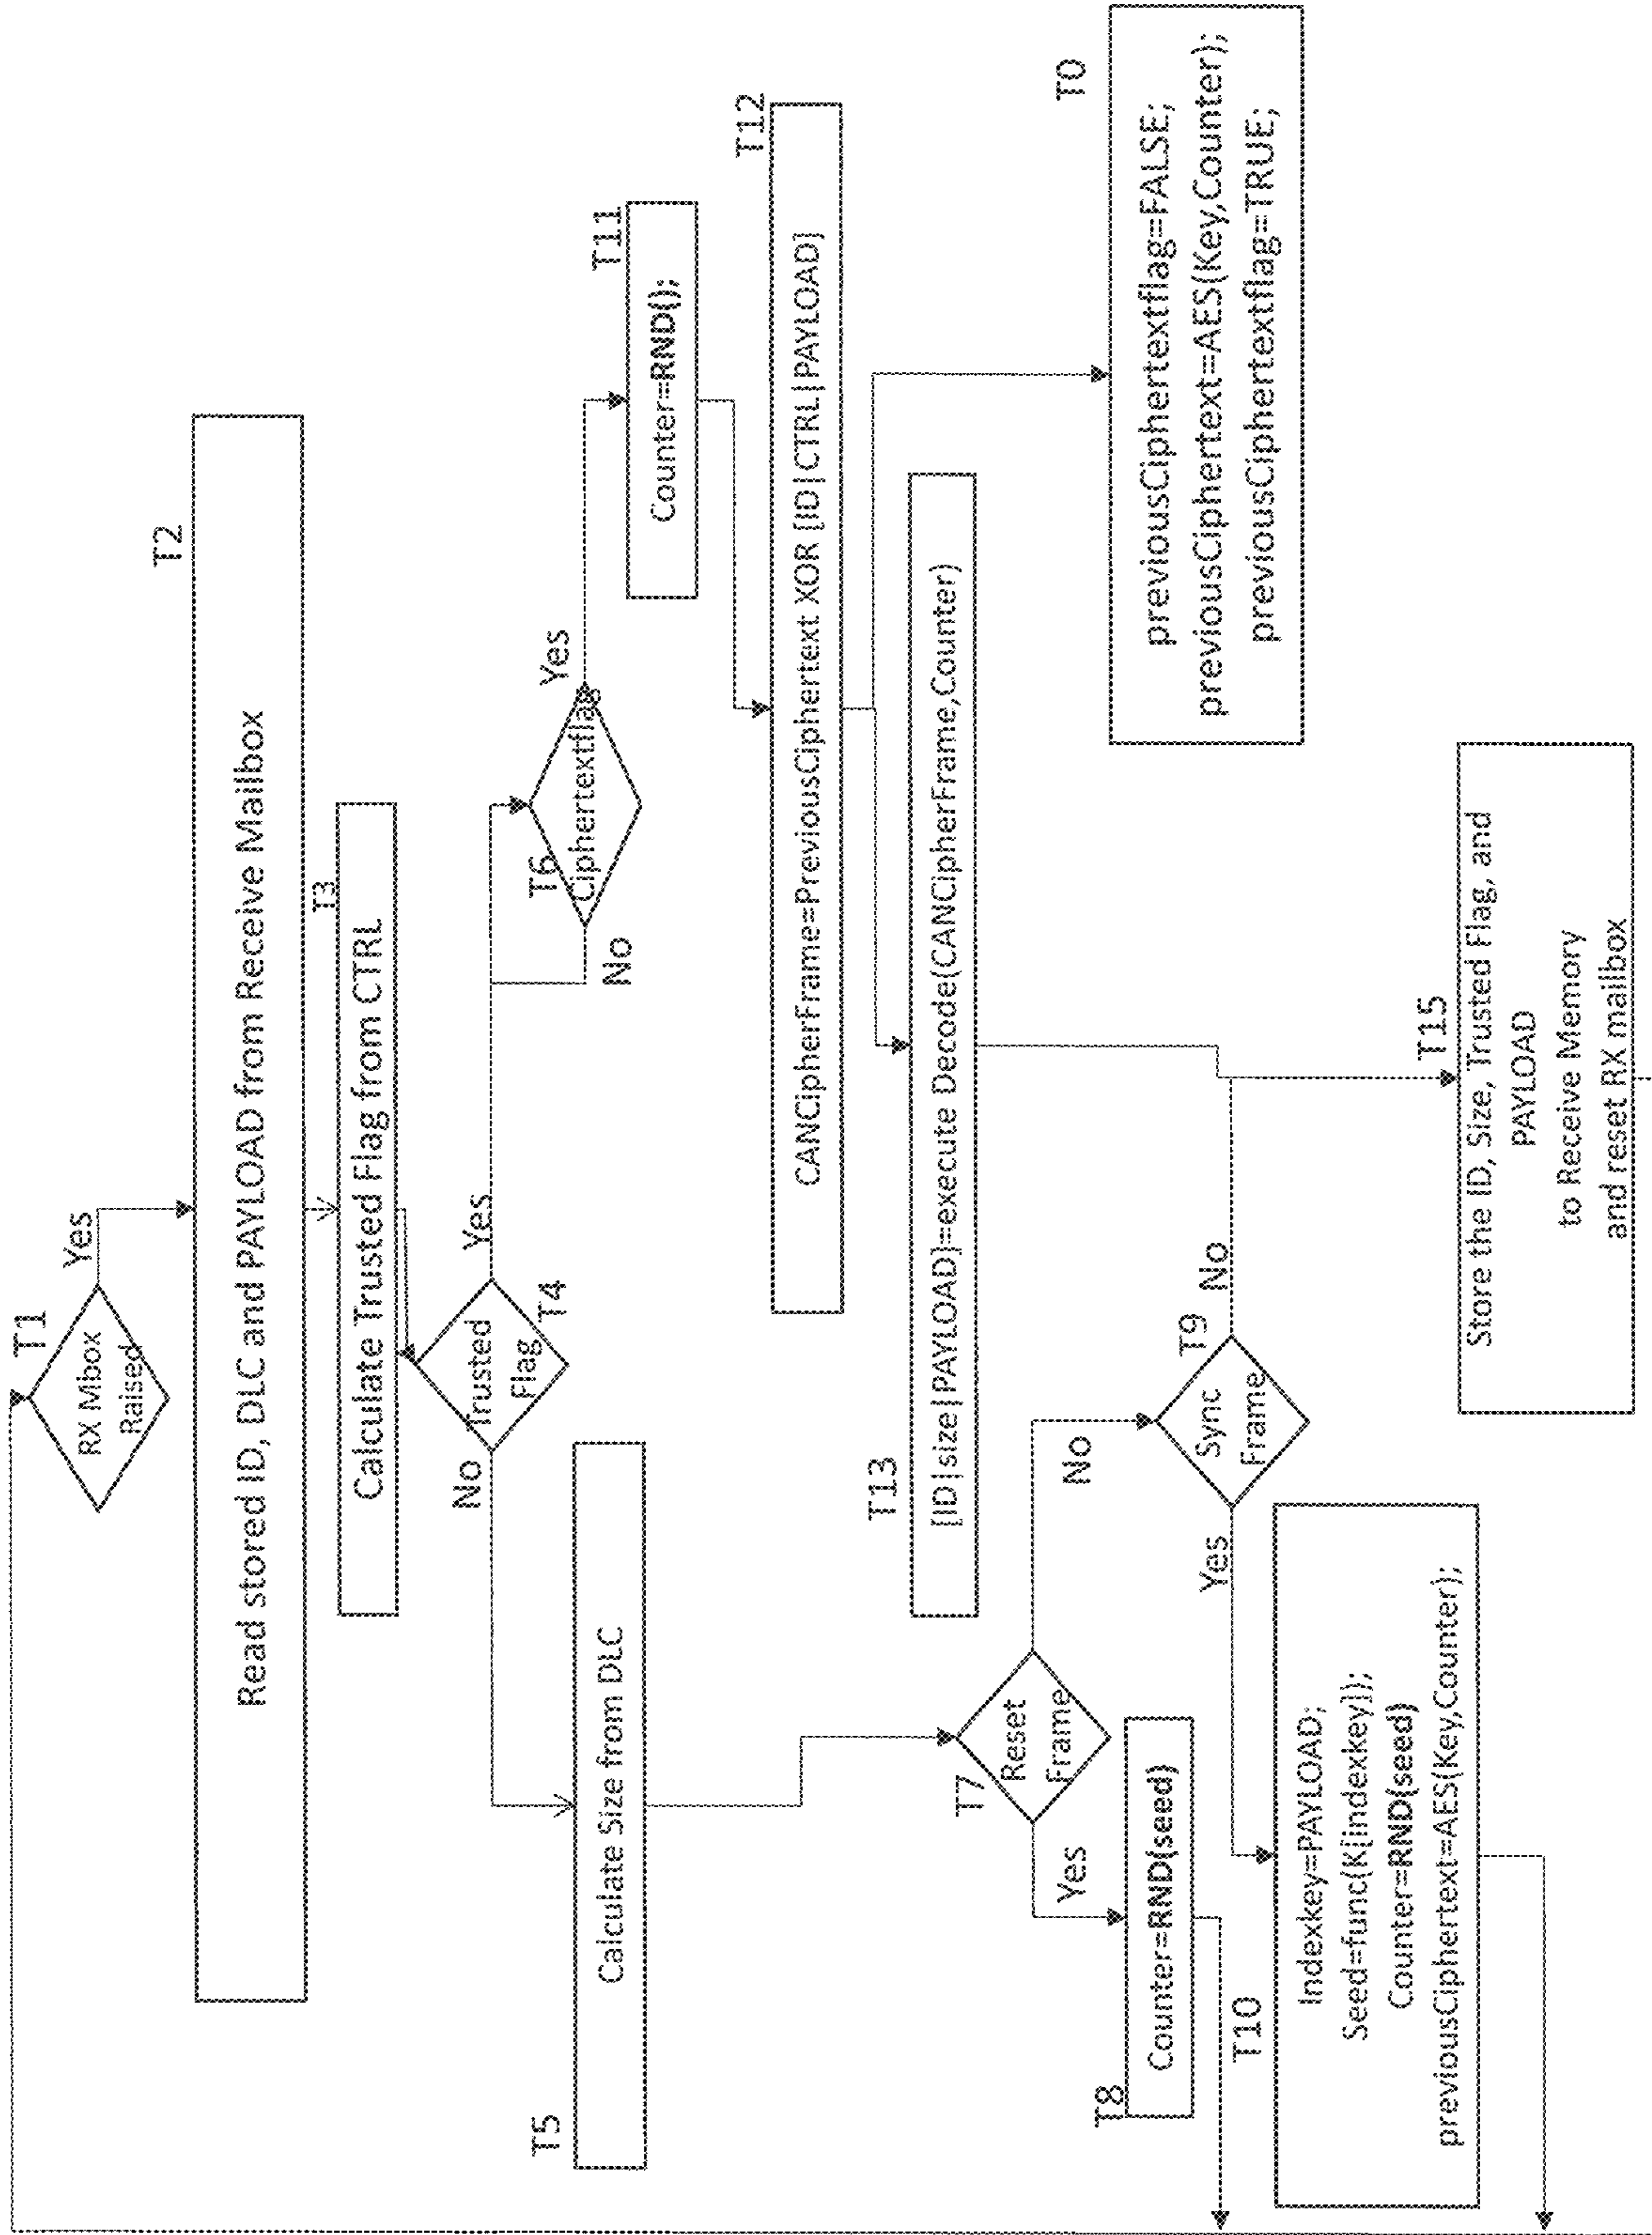 T1
RX Mbox
Raised
Yes
T2
Read stored ID, DLC and PAYLOAD from Receive Mailbox
T3
Calculate Trusted Flag from CTRL
Trusted
Flag
T4
No
Yes
T5
Calculate Size from DLC
T6
Ciphertextflag
Yes
No
T11
Counter=RND();
T12
CANCipherFrame=PreviousCiphertext XOR [ID|CTRL|PAYLOAD]
T13
[ID|size|PAYLOAD]=execute Decode(CANCipherFrame,Counter)
T0
previousCiphertextflag=FALSE;
previousCiphertext=AES(Key,Counter);
previousCiphertextflag=TRUE;
T7
Reset
Frame
Yes
No
T8
Counter=RND(seed)
T9
Sync
Frame
Yes
No
T10
Indexkey=PAYLOAD;
Seed=func(K[indexkey]);
Counter=RND(seed)
previousCiphertext=AES(Key,Counter);
T15
Store the ID, Size, Trusted Flag, and
PAYLOAD
to Receive Memory
and reset RX mailbox